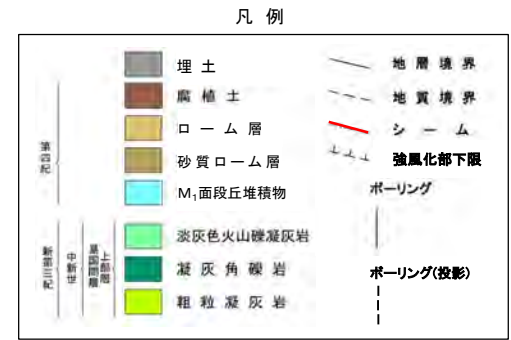 凡例
埋土
腐植土
ローム層
砂質ローム層
M₁面段丘堆積物
淡灰色火山礫凝灰岩
凝灰角礫岩
粗粒凝灰岩
第四紀
新第三紀
中新世
易国間層
上部層
地層境界
地質境界
シーム
強風化部下限
ボーリング
ボーリング(投影)